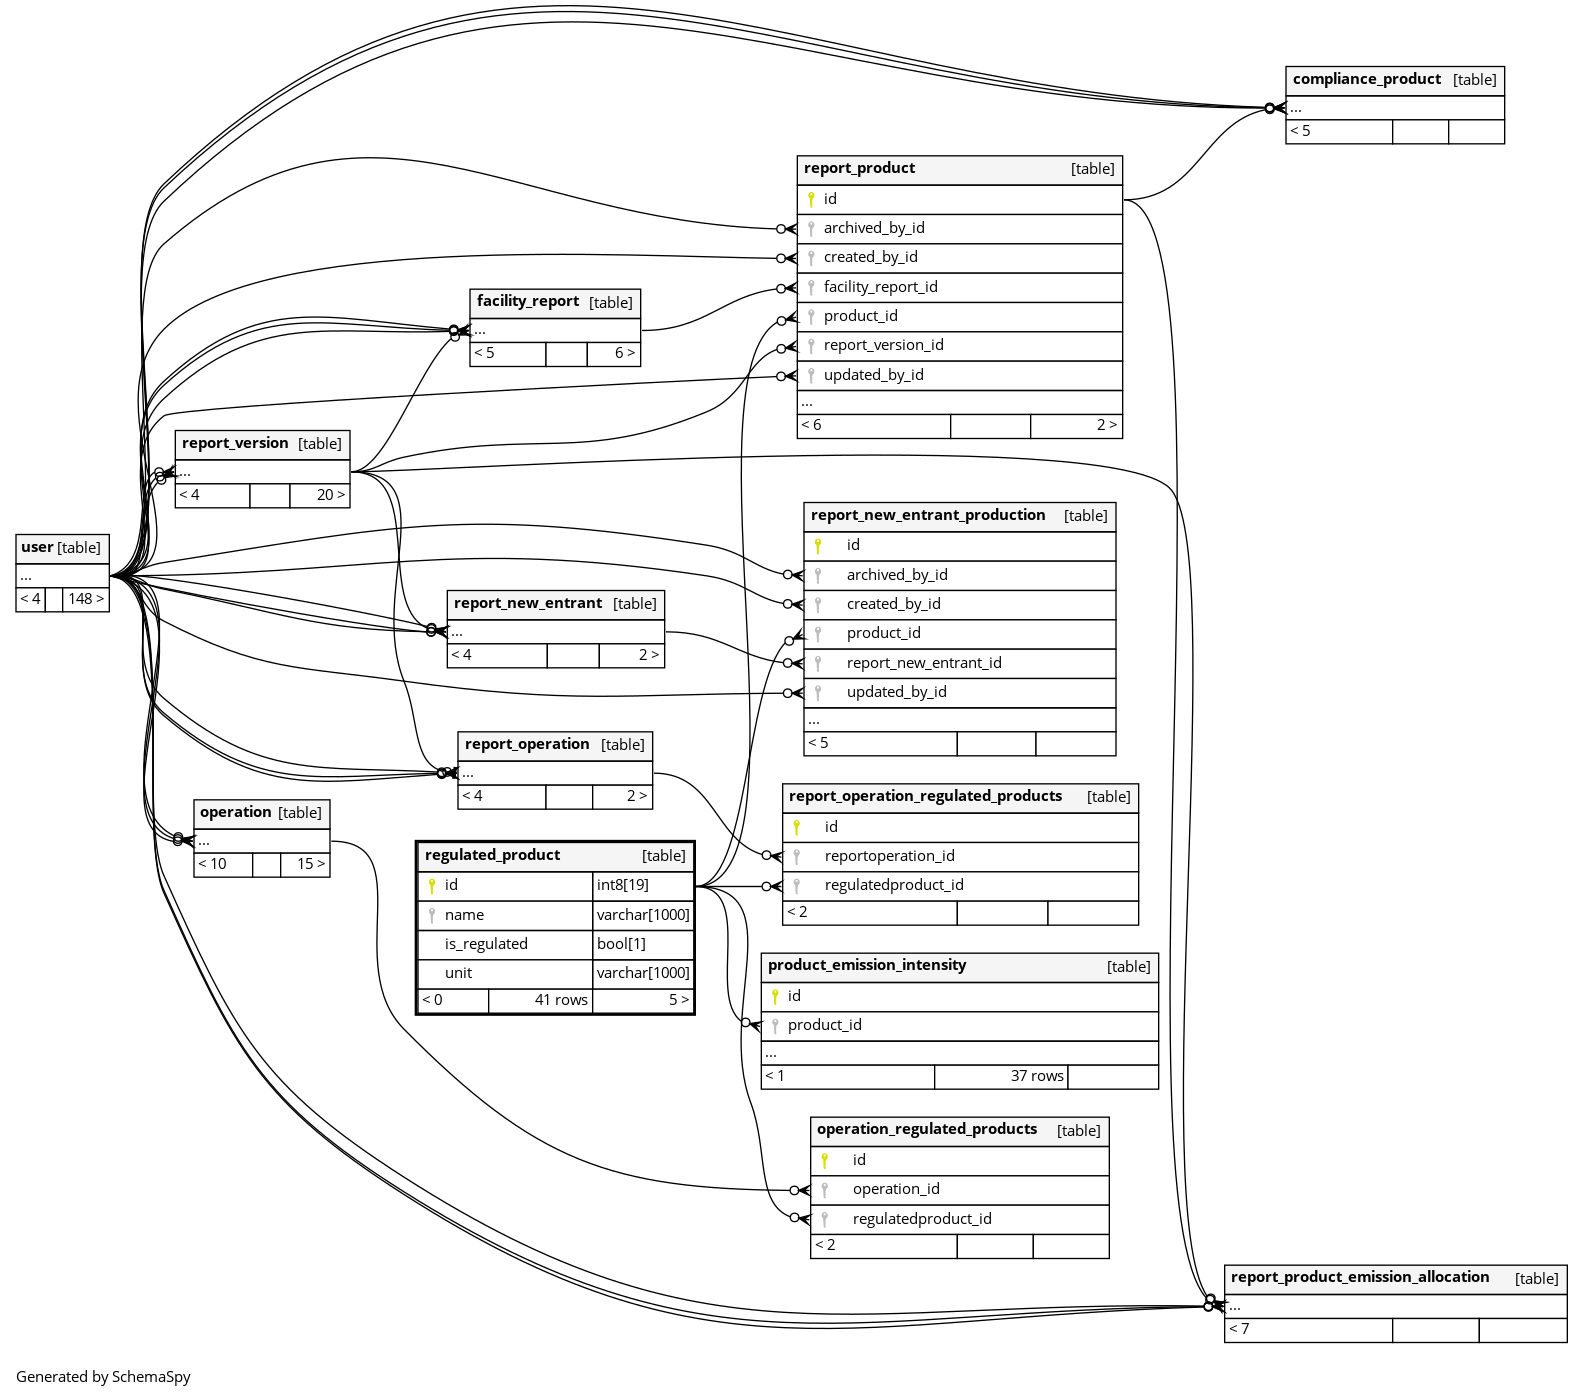 compliance_product [table]
...
< 5
report_product [table]
id
archived_by_id
created_by_id
facility_report_id
product_id
report_version_id
updated_by_id
...
< 6 2 >
facility_report [table]
...
< 5 6 >
report_version [table]
...
< 4 20 >
user [table]
...
< 4 148 >
report_new_entrant_production [table]
id
archived_by_id
created_by_id
product_id
report_new_entrant_id
updated_by_id
...
< 5
report_new_entrant [table]
...
< 4 2 >
report_operation [table]
...
< 4 2 >
operation [table]
...
< 10 15 >
report_operation_regulated_products [table]
id
reportoperation_id
regulatedproduct_id
< 2
regulated_product [table]
id int8[19]
name varchar[1000]
is_regulated bool[1]
unit varchar[1000]
< 0 41 rows 5 >
product_emission_intensity [table]
id
product_id
...
< 1 37 rows
operation_regulated_products [table]
id
operation_id
regulatedproduct_id
< 2
report_product_emission_allocation [table]
...
< 7
Generated by SchemaSpy